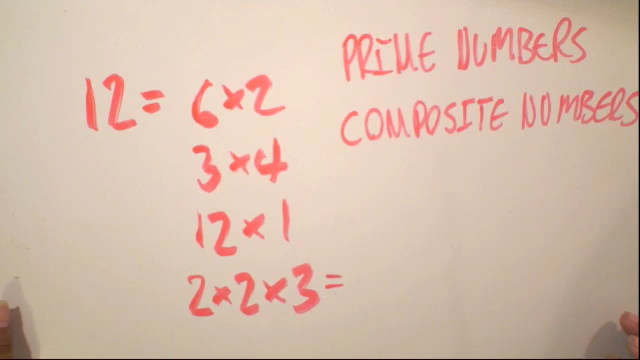 12 = 6×2
3×4
12×1
2×2×3=
PRIME NUMBERS
COMPOSITE NUMBERS